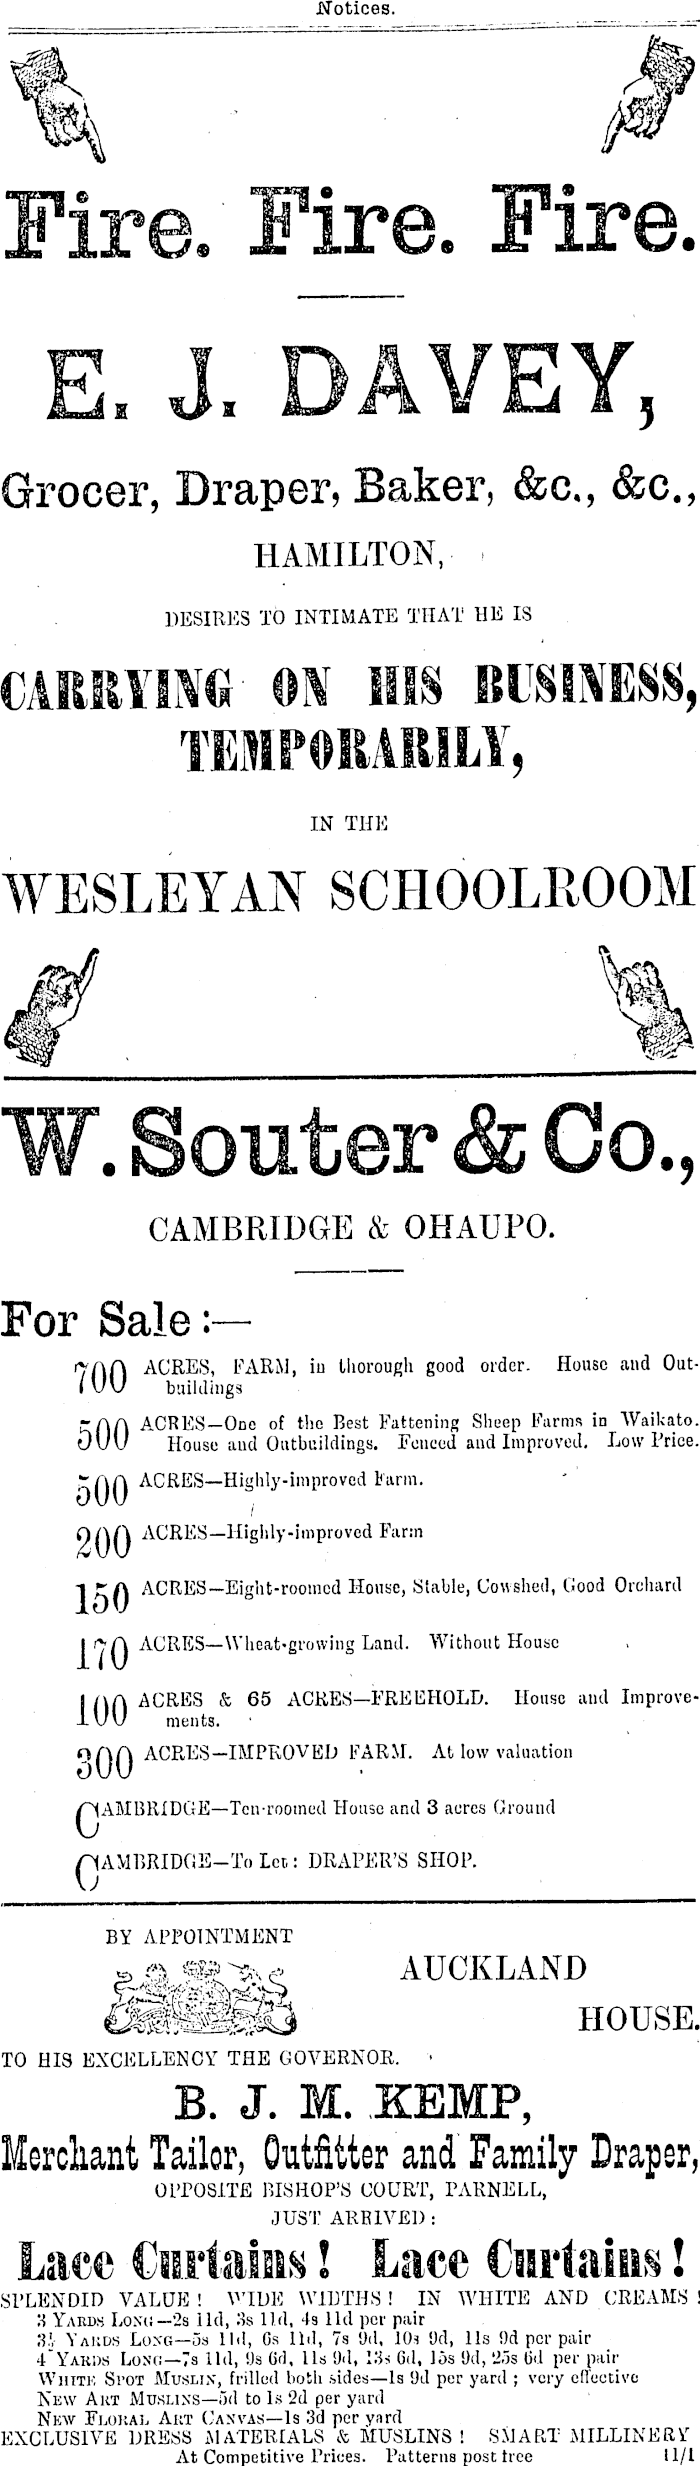 Notices.
Fire. Fire. Fire.
E. J. DAVEY,
Grocer, Draper, Baker, &c., &c.,
HAMILTON,
DESIRES TO INTIMATE THAT HE IS
CARRYING ON HIS BUSINESS,
TEMPORARILY,
IN THE
WESLEYAN SCHOOLROOM
W. Souter & Co.,
CAMBRIDGE & OHAUPO.
For Sale :—
700 ACRES, FARM, in thorough good order. House and Out-
buildings
500 ACRES—One of the Best Fattening Sheep Farms in Waikato.
House and Outbuildings. Fenced and Improved. Low Price.
500 ACRES—Highly-improved Farm.
200 ACRES—Highly-improved Farm
150 ACRES—Eight-roomed House, Stable, Cowshed, Good Orchard
170 ACRES—Wheat-growing Land. Without House
100 ACRES & 65 ACRES—FREEHOLD. House and Improve-
ments.
300 ACRES—IMPROVED FARM. At low valuation
CAMBRIDGE—Ten-roomed House and 3 acres Ground
CAMBRIDGE—To Let: DRAPER'S SHOP.
BY APPOINTMENT
AUCKLAND
HOUSE.
TO HIS EXCELLENCY THE GOVERNOR.
B. J. M. KEMP,
Merchant Tailor, Outfitter and Family Draper,
OPPOSITE BISHOP'S COURT, PARNELL,
JUST ARRIVED:
Lace Curtains! Lace Curtains!
SPLENDID VALUE! WIDE WIDTHS! IN WHITE AND CREAMS!
3 YARDS LONG—2s 11d, 3s 11d, 4s 11d per pair
3½ YARDS LONG—5s 11d, 6s 11d, 7s 9d, 10s 9d, 11s 9d per pair
4 YARDS LONG—7s 11d, 9s 6d, 11s 9d, 13s 6d, 15s 9d, 25s 6d per pair
WHITE SPOT MUSLIN, frilled both sides—1s 9d per yard; very effective
NEW ART MUSLINS—5d to 1s 2d per yard
NEW FLORAL ART CANVAS—1s 3d per yard
EXCLUSIVE DRESS MATERIALS & MUSLINS! SMART MILLINERY
At Competitive Prices. Patterns post free 11/1